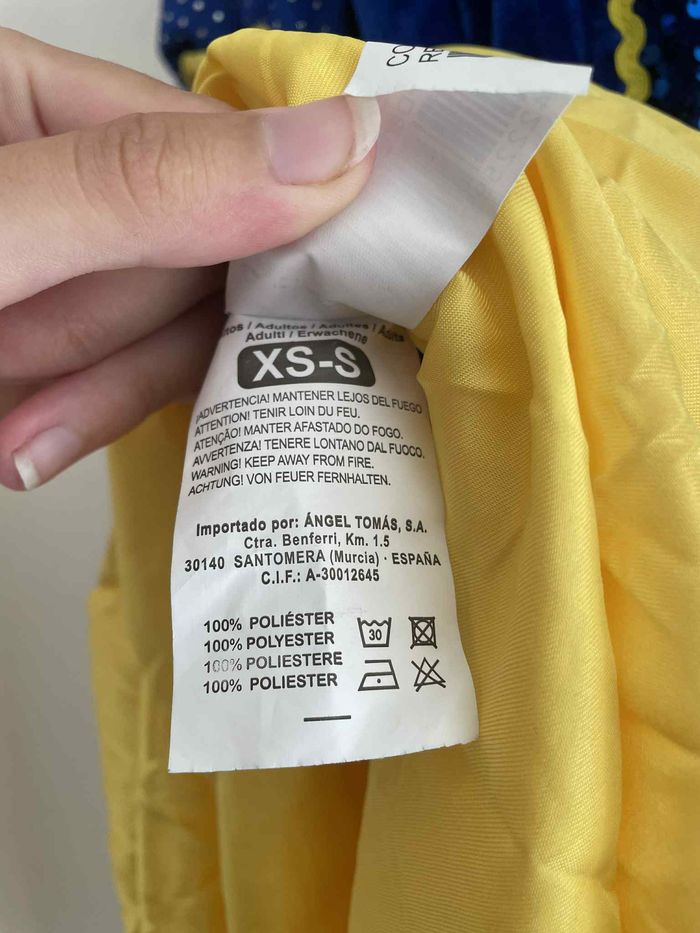 Adultos / Adultes /
Adulti / Erwachsene
XS-S
¡ADVERTENCIA! MANTENER LEJOS DEL FUEGO
ATTENTION! TENIR LOIN DU FEU.
ATENÇÃO! MANTER AFASTADO DO FOGO.
AVVERTENZA! TENERE LONTANO DAL FUOCO.
WARNING! KEEP AWAY FROM FIRE.
ACHTUNG! VON FEUER FERNHALTEN.
Importado por: ÁNGEL TOMÁS, S.A.
Ctra. Benferri, Km. 1.5
30140 SANTOMERA (Murcia) · ESPAÑA
C.I.F.: A-30012645
100% POLIÉSTER
100% POLYESTER
100% POLIESTERE
100% POLIESTER
30